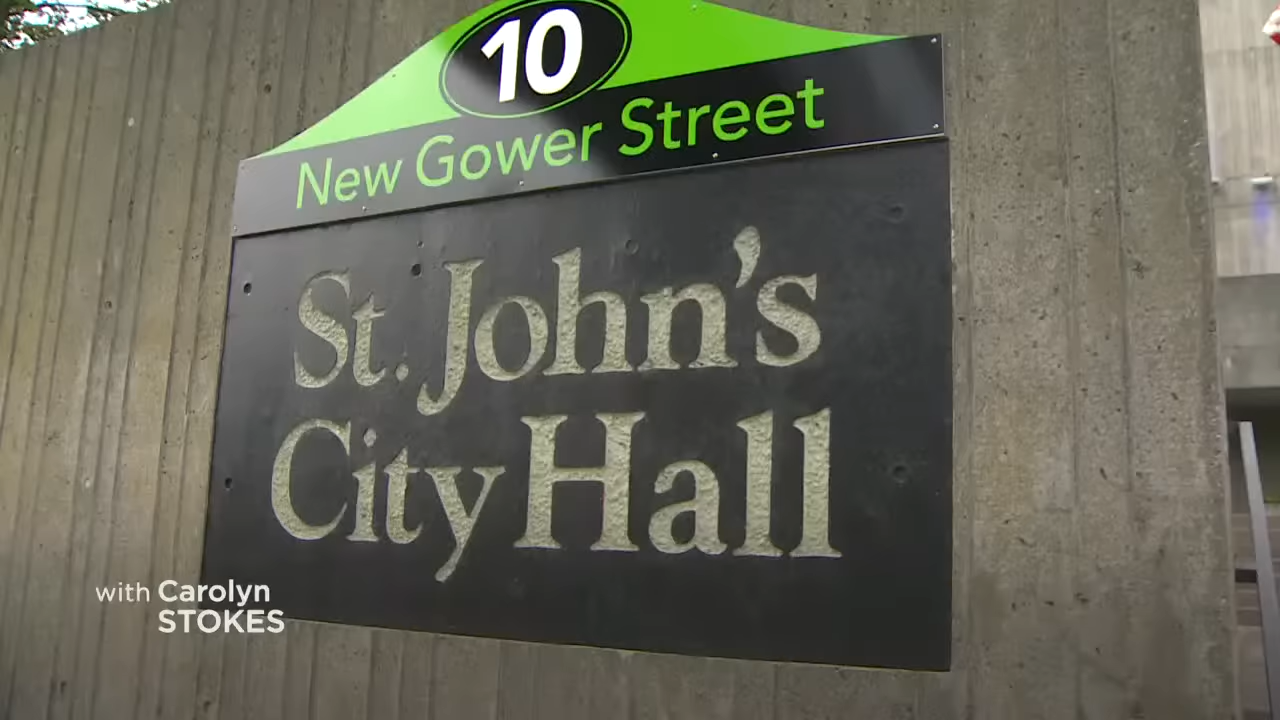 10
New Gower Street
St. John's
City Hall
with Carolyn
STOKES